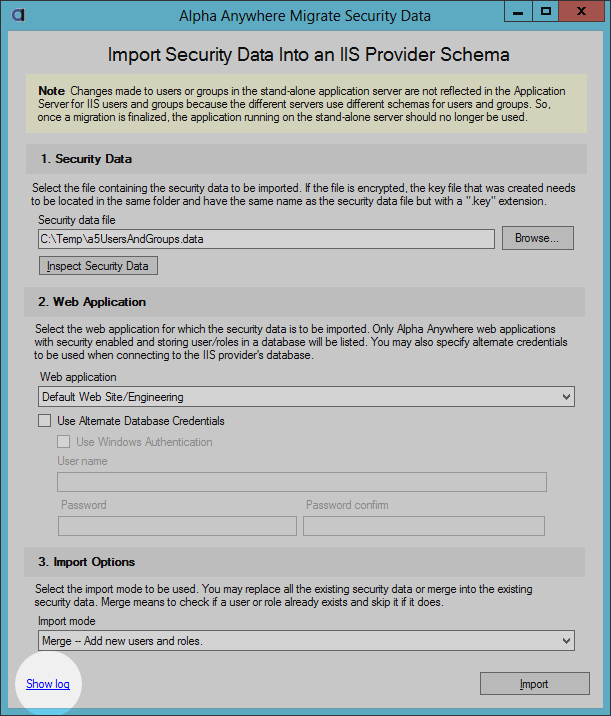 Alpha Anywhere Migrate Security Data
Import Security Data Into an IIS Provider Schema
Note Changes made to users or groups in the stand-alone application server are not reflected in the Application
Server for IIS users and groups because the different servers use different schemas for users and groups. So,
once a migration is finalized, the application running on the stand-alone server should no longer be used.
1. Security Data
Select the file containing the security data to be imported. If the file is encrypted, the key file that was created needs
to be located in the same folder and have the same name as the security data file but with a ".key" extension.
Security data file
C:\Temp\a5UsersAndGroups.data
Browse...
Inspect Security Data
2. Web Application
Select the web application for which the security data is to be imported. Only Alpha Anywhere web applications
with security enabled and storing user/roles in a database will be listed. You may also specify alternate credentials
to be used when connecting to the IIS provider's database.
Web application
Default Web Site/Engineering
Use Alternate Database Credentials
Use Windows Authentication
User name
Password
Password confirm
3. Import Options
Select the import mode to be used. You may replace all the existing security data or merge into the existing
security data. Merge means to check if a user or role already exists and skip it if it does.
Import mode
Merge -- Add new users and roles.
Show log
Import